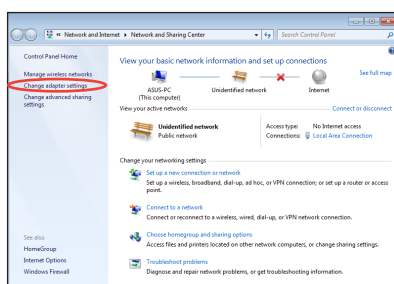 « Network and Internet ▸ Network and Sharing Center
Search Control Panel
Control Panel Home
Manage wireless networks
Change adapter settings
Change advanced sharing
settings
See also
HomeGroup
Internet Options
Windows Firewall
View your basic network information and set up connections
See full map
ASUS-PC
(This computer)
Unidentified network
Internet
View your active networks
Connect or disconnect
Unidentified network
Public network
Access type: No Internet access
Connections: Local Area Connection
Change your networking settings
Set up a new connection or network
Set up a wireless, broadband, dial-up, ad hoc, or VPN connection; or set up a router or access
point.
Connect to a network
Connect or reconnect to a wireless, wired, dial-up, or VPN network connection.
Choose homegroup and sharing options
Access files and printers located on other network computers, or change sharing settings.
Troubleshoot problems
Diagnose and repair network problems, or get troubleshooting information.